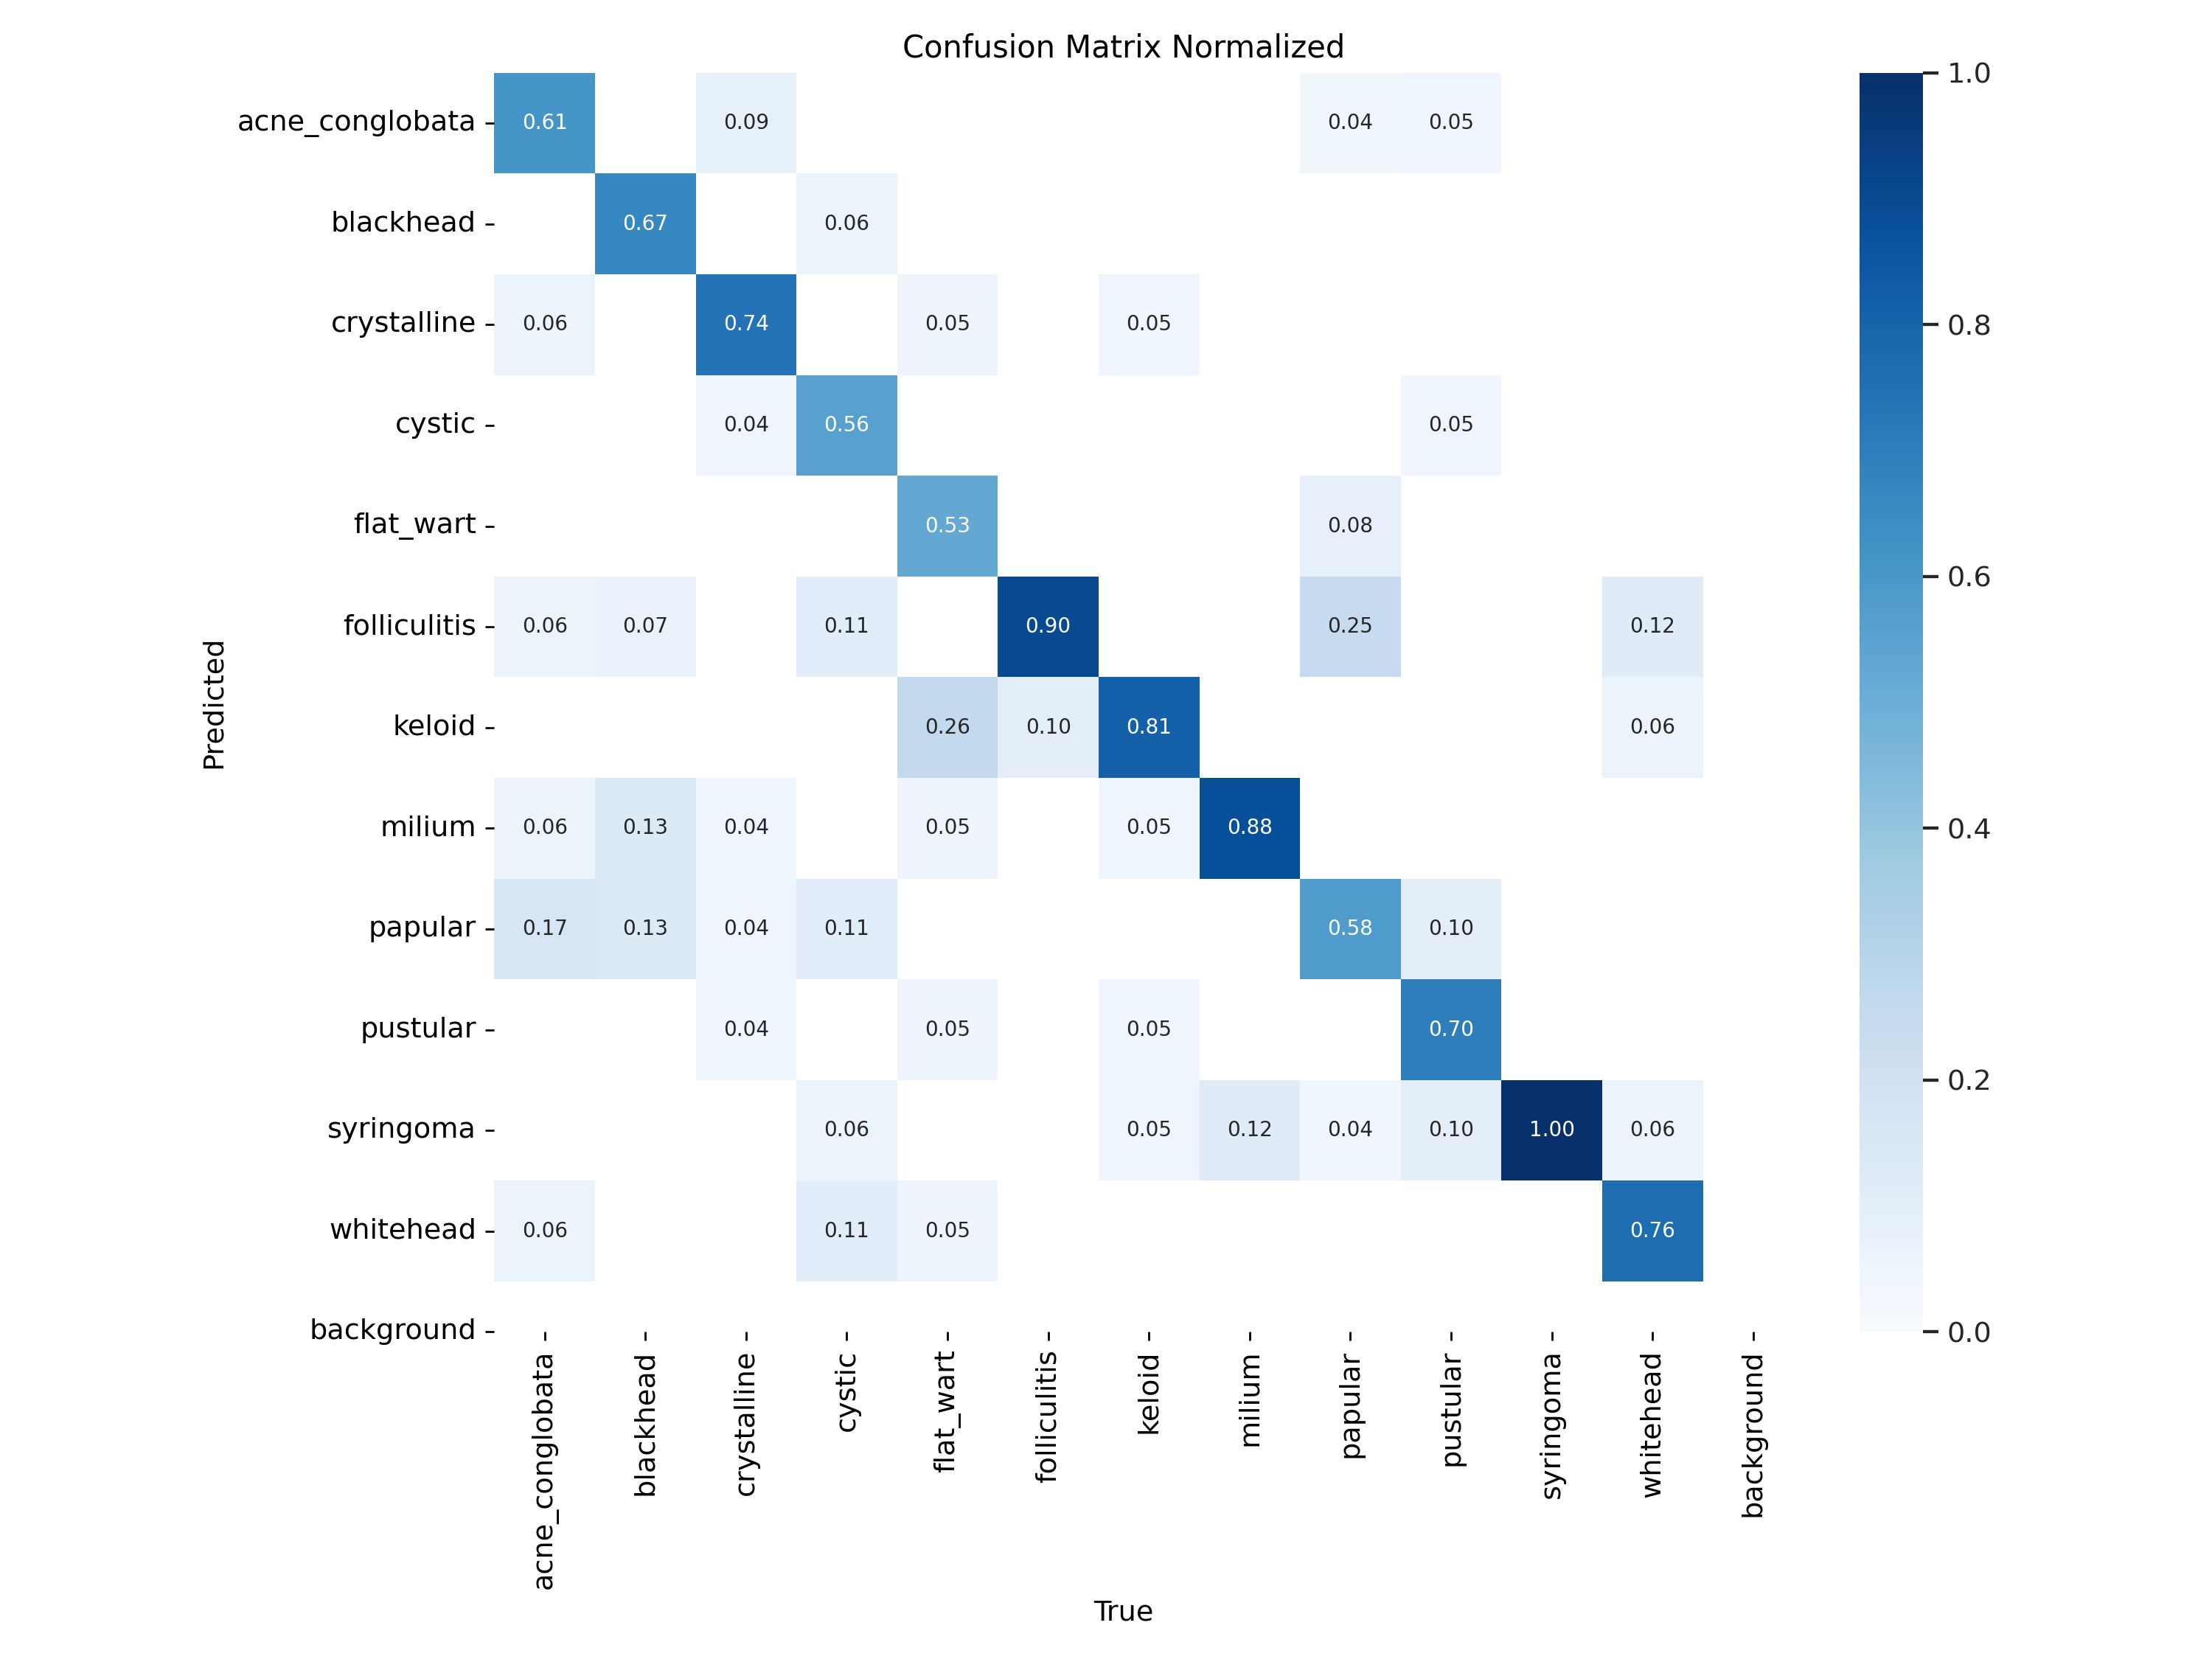 Confusion Matrix Normalized
acne_conglobata 0.61 0.09 0.04 0.05
blackhead 0.67 0.06
crystalline 0.06 0.74 0.05 0.05
cystic 0.04 0.56 0.05
flat_wart 0.53 0.08
folliculitis 0.06 0.07 0.11 0.90 0.25 0.12
keloid 0.26 0.10 0.81 0.06
milium 0.06 0.13 0.04 0.05 0.05 0.88
papular 0.17 0.13 0.04 0.11 0.58 0.10
pustular 0.04 0.05 0.05 0.70
syringoma 0.06 0.05 0.12 0.04 0.10 1.00 0.06
whitehead 0.06 0.11 0.05 0.76
background
Predicted
acne_conglobata
blackhead
crystalline
cystic
flat_wart
folliculitis
keloid
milium
papular
pustular
syringoma
whitehead
background
True
1.0
0.8
0.6
0.4
0.2
0.0